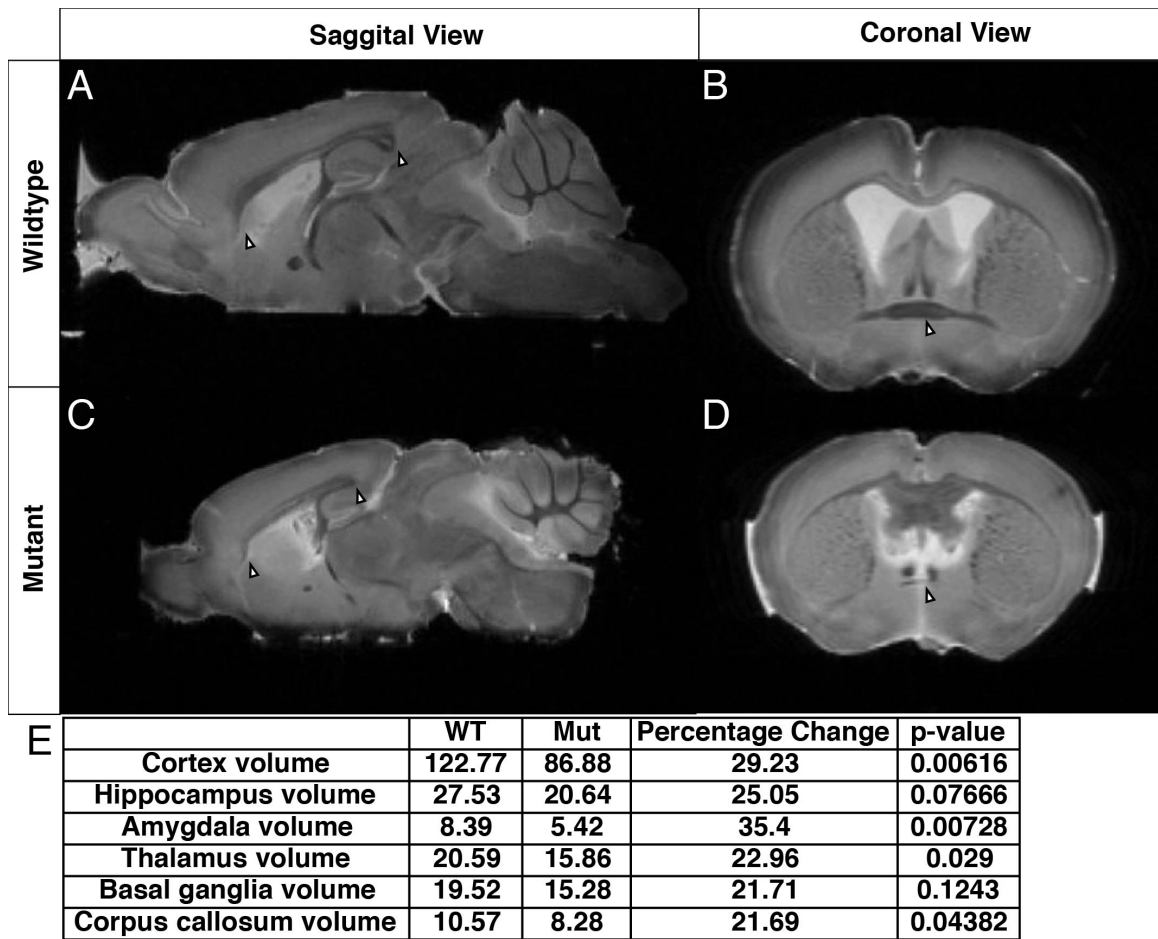 Saggital View
Coronal View
Wildtype
A
B
Mutant
C
D
E
WT Mut Percentage Change p-value
Cortex volume 122.77 86.88 29.23 0.00616
Hippocampus volume 27.53 20.64 25.05 0.07666
Amygdala volume 8.39 5.42 35.4 0.00728
Thalamus volume 20.59 15.86 22.96 0.029
Basal ganglia volume 19.52 15.28 21.71 0.1243
Corpus callosum volume 10.57 8.28 21.69 0.04382